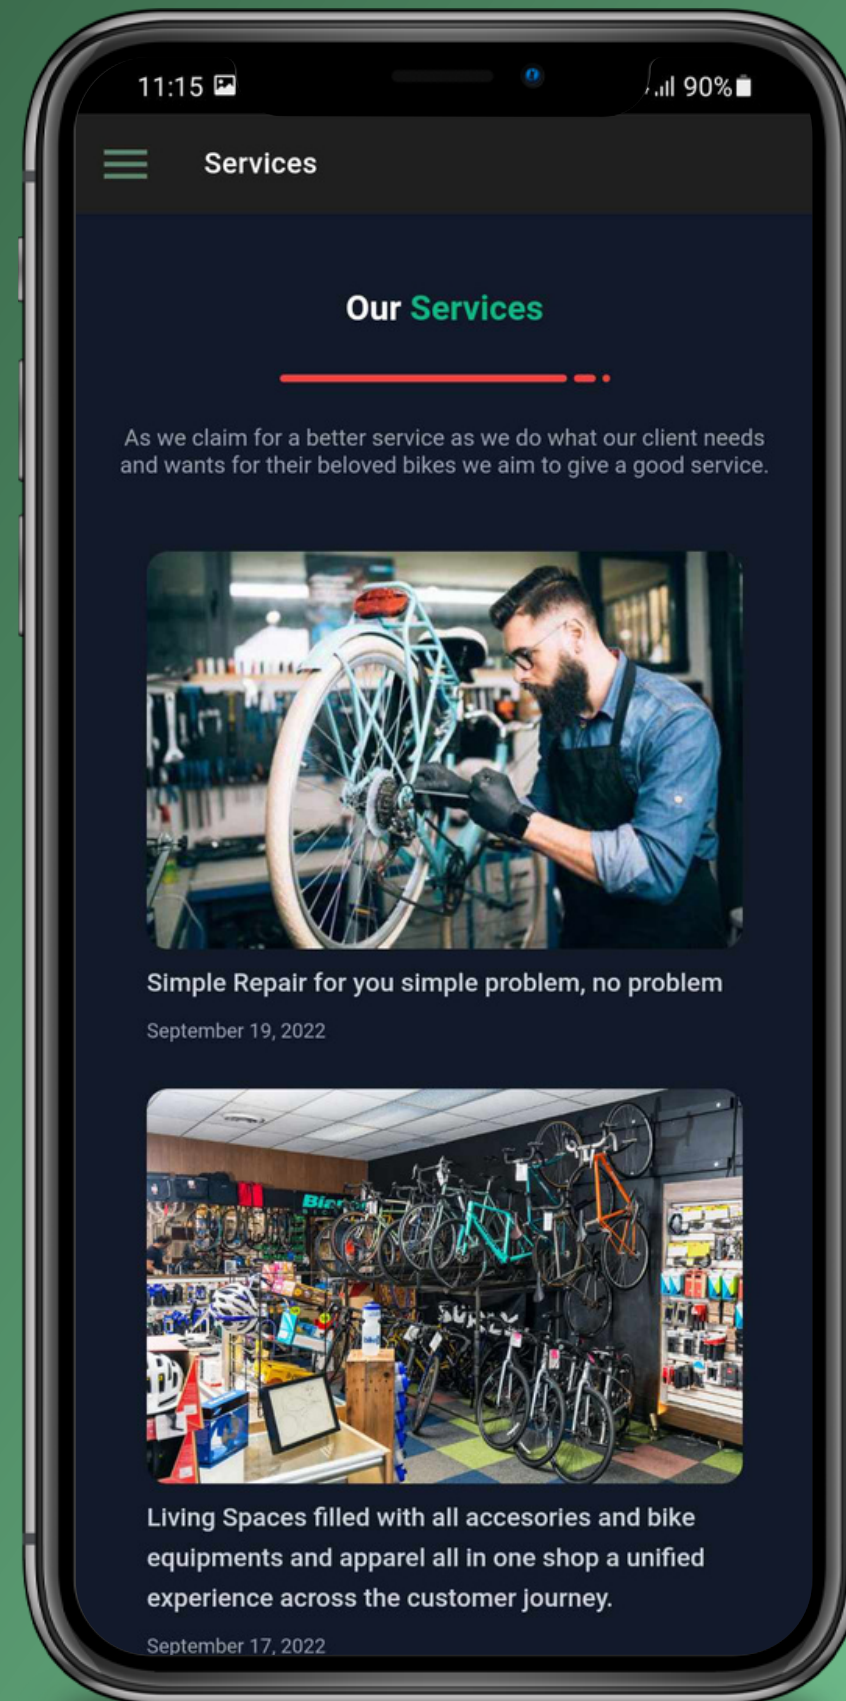 11:15 90%
Services
Our Services
As we claim for a better service as we do what our client needs
and wants for their beloved bikes we aim to give a good service.
Simple Repair for you simple problem, no problem
September 19, 2022
Living Spaces filled with all accesories and bike
equipments and apparel all in one shop a unified
experience across the customer journey.
September 17, 2022